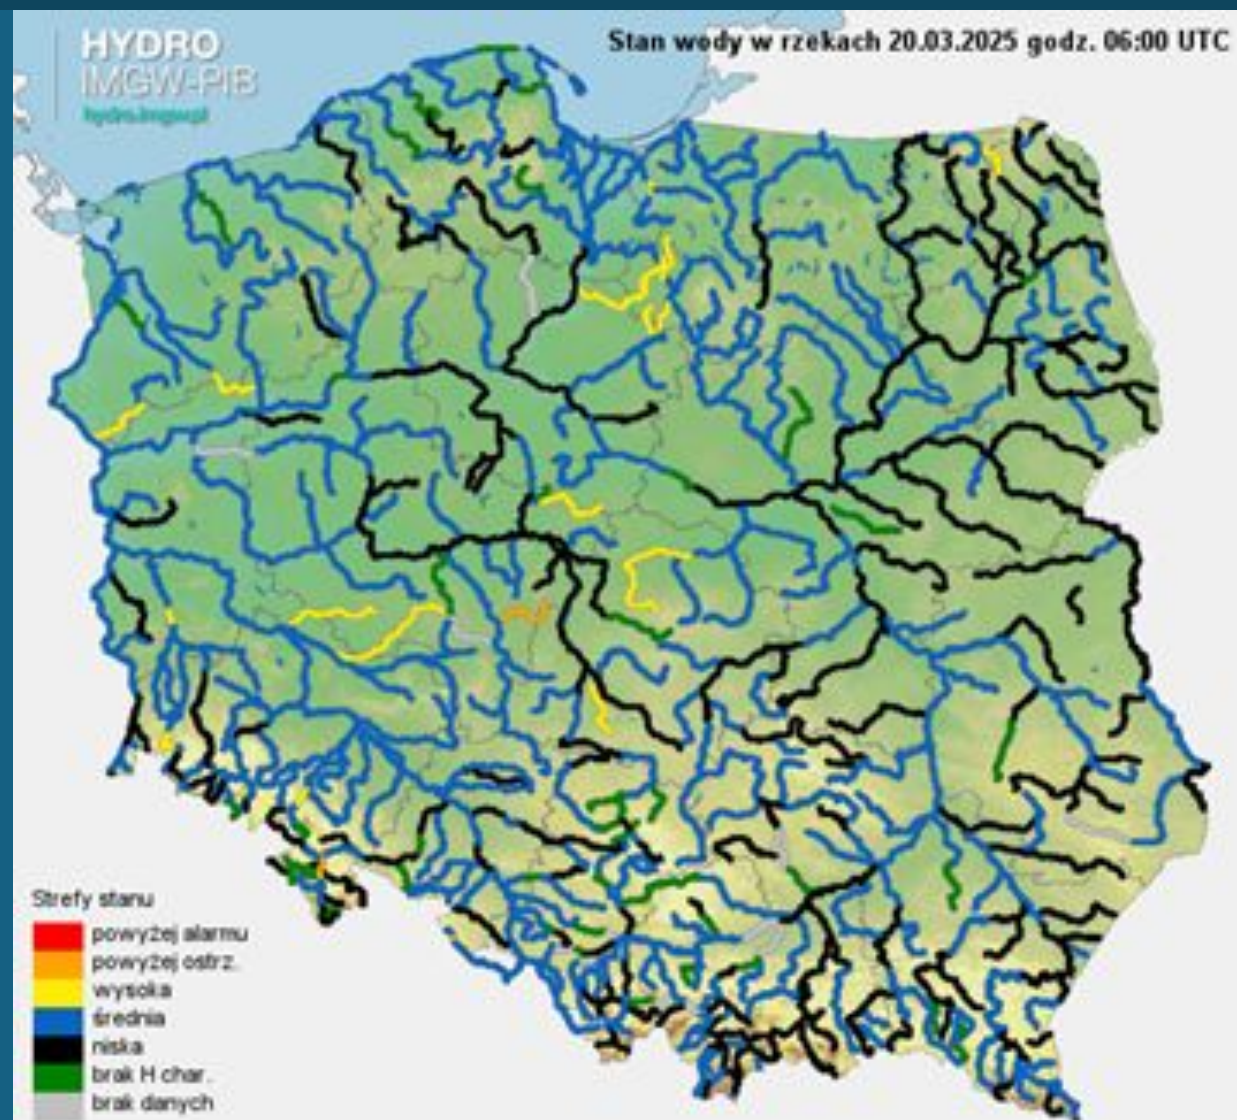 HYDRO
IMGW-PIB
hydro.imgw.pl
Stan wody w rzekach 20.03.2025 godz. 06:00 UTC
Strefy stanu
powyżej alarmu
powyżej ostrz.
wysoka
średnia
niska
brak H char.
brak danych